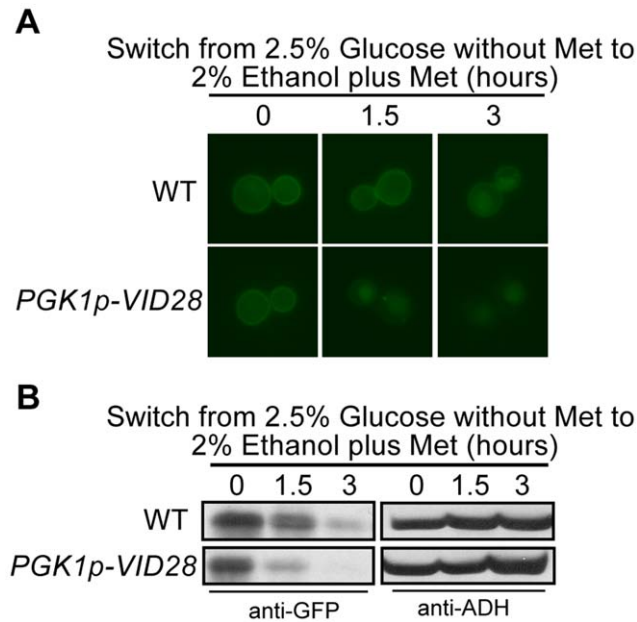 A
Switch from 2.5% Glucose without Met to
2% Ethanol plus Met (hours)
0 1.5 3
WT
PGK1p-VID28
B
Switch from 2.5% Glucose without Met to
2% Ethanol plus Met (hours)
0 1.5 3 0 1.5 3
WT
PGK1p-VID28
anti-GFP anti-ADH